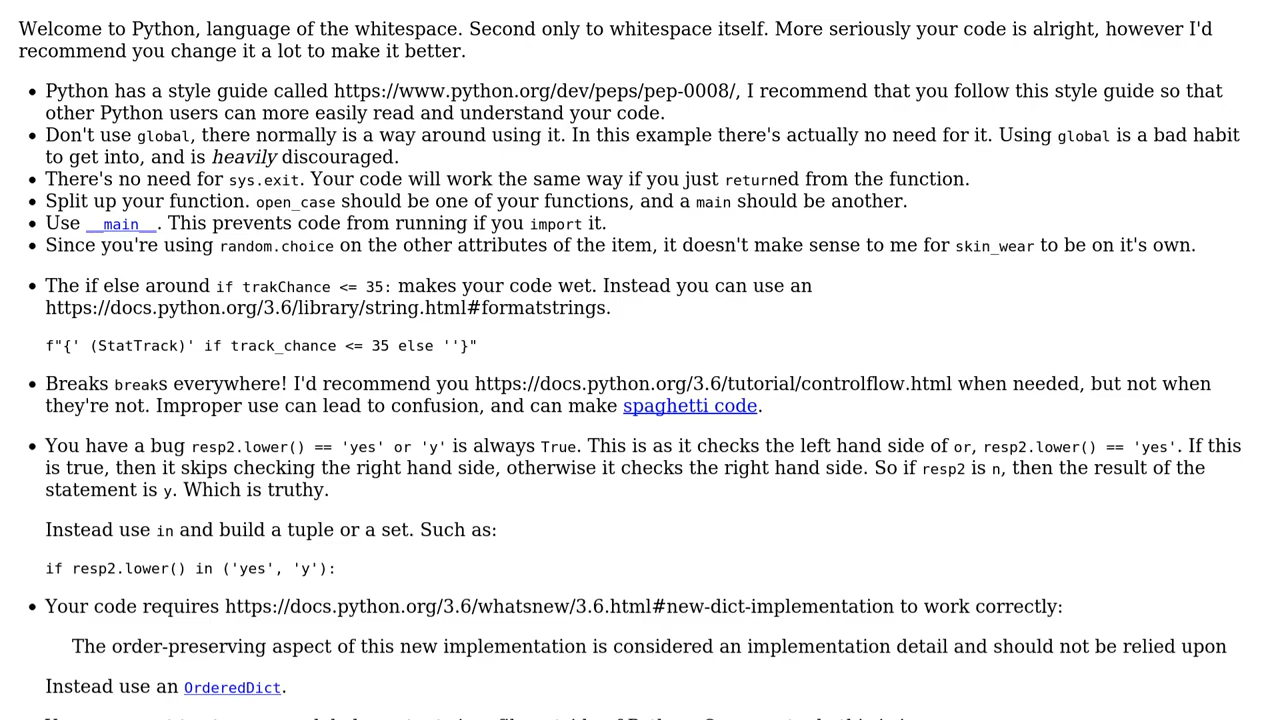 Welcome to Python, language of the whitespace. Second only to whitespace itself. More seriously your code is alright, however I'd
recommend you change it a lot to make it better.
• Python has a style guide called https://www.python.org/dev/peps/pep-0008/, I recommend that you follow this style guide so that
other Python users can more easily read and understand your code.
• Don't use global, there normally is a way around using it. In this example there's actually no need for it. Using global is a bad habit
to get into, and is heavily discouraged.
• There's no need for sys.exit. Your code will work the same way if you just returned from the function.
• Split up your function. open_case should be one of your functions, and a main should be another.
• Use __main__. This prevents code from running if you import it.
• Since you're using random.choice on the other attributes of the item, it doesn't make sense to me for skin_wear to be on it's own.
• The if else around if trakChance <= 35: makes your code wet. Instead you can use an
https://docs.python.org/3.6/library/string.html#formatstrings.
f"{' (StatTrack)' if track_chance <= 35 else ''}"
• Breaks breaks everywhere! I'd recommend you https://docs.python.org/3.6/tutorial/controlflow.html when needed, but not when
they're not. Improper use can lead to confusion, and can make spaghetti code.
• You have a bug resp2.lower() == 'yes' or 'y' is always True. This is as it checks the left hand side of or, resp2.lower() == 'yes'. If this
is true, then it skips checking the right hand side, otherwise it checks the right hand side. So if resp2 is n, then the result of the
statement is y. Which is truthy.
Instead use in and build a tuple or a set. Such as:
if resp2.lower() in ('yes', 'y'):
• Your code requires https://docs.python.org/3.6/whatsnew/3.6.html#new-dict-implementation to work correctly:
The order-preserving aspect of this new implementation is considered an implementation detail and should not be relied upon
Instead use an OrderedDict.